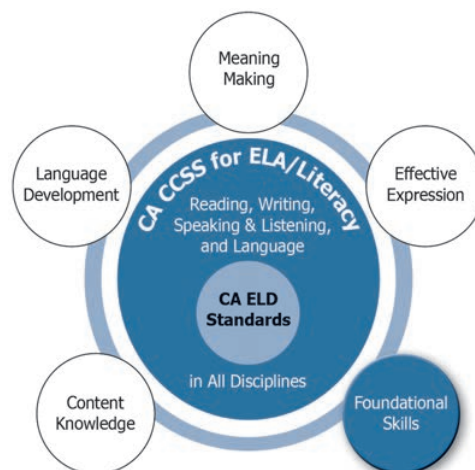 Meaning
Making
Language
Development
Effective
Expression
CA CCSS for ELA/Literacy
Reading, Writing,
Speaking & Listening,
and Language
CA ELD
Standards
in All Disciplines
Content
Knowledge
Foundational
Skills